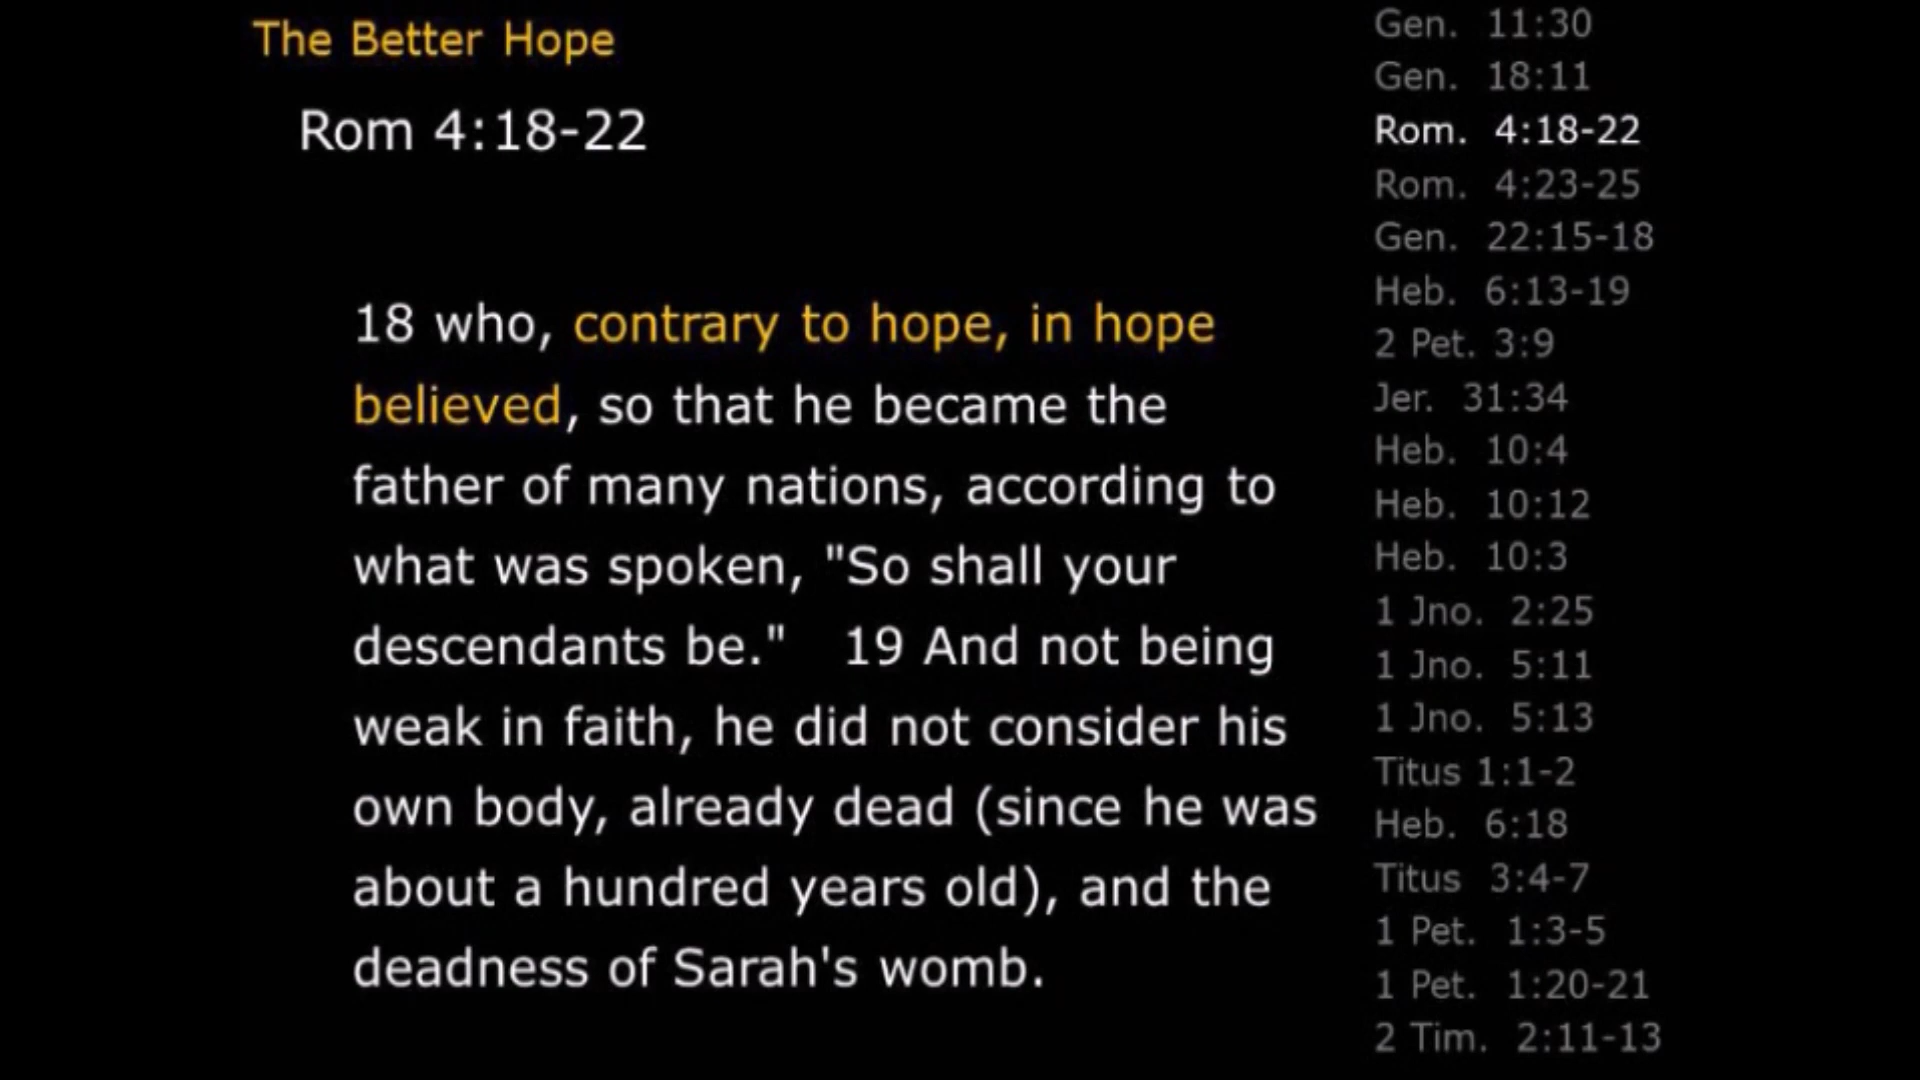 The Better Hope
Rom 4:18-22
18 who, contrary to hope, in hope
believed, so that he became the
father of many nations, according to
what was spoken, "So shall your
descendants be."   19 And not being
weak in faith, he did not consider his
own body, already dead (since he was
about a hundred years old), and the
deadness of Sarah's womb.
Gen. 11:30
Gen. 18:11
Rom. 4:18-22
Rom. 4:23-25
Gen. 22:15-18
Heb. 6:13-19
2 Pet. 3:9
Jer. 31:34
Heb. 10:4
Heb. 10:12
Heb. 10:3
1 Jno. 2:25
1 Jno. 5:11
1 Jno. 5:13
Titus 1:1-2
Heb. 6:18
Titus 3:4-7
1 Pet. 1:3-5
1 Pet. 1:20-21
2 Tim. 2:11-13